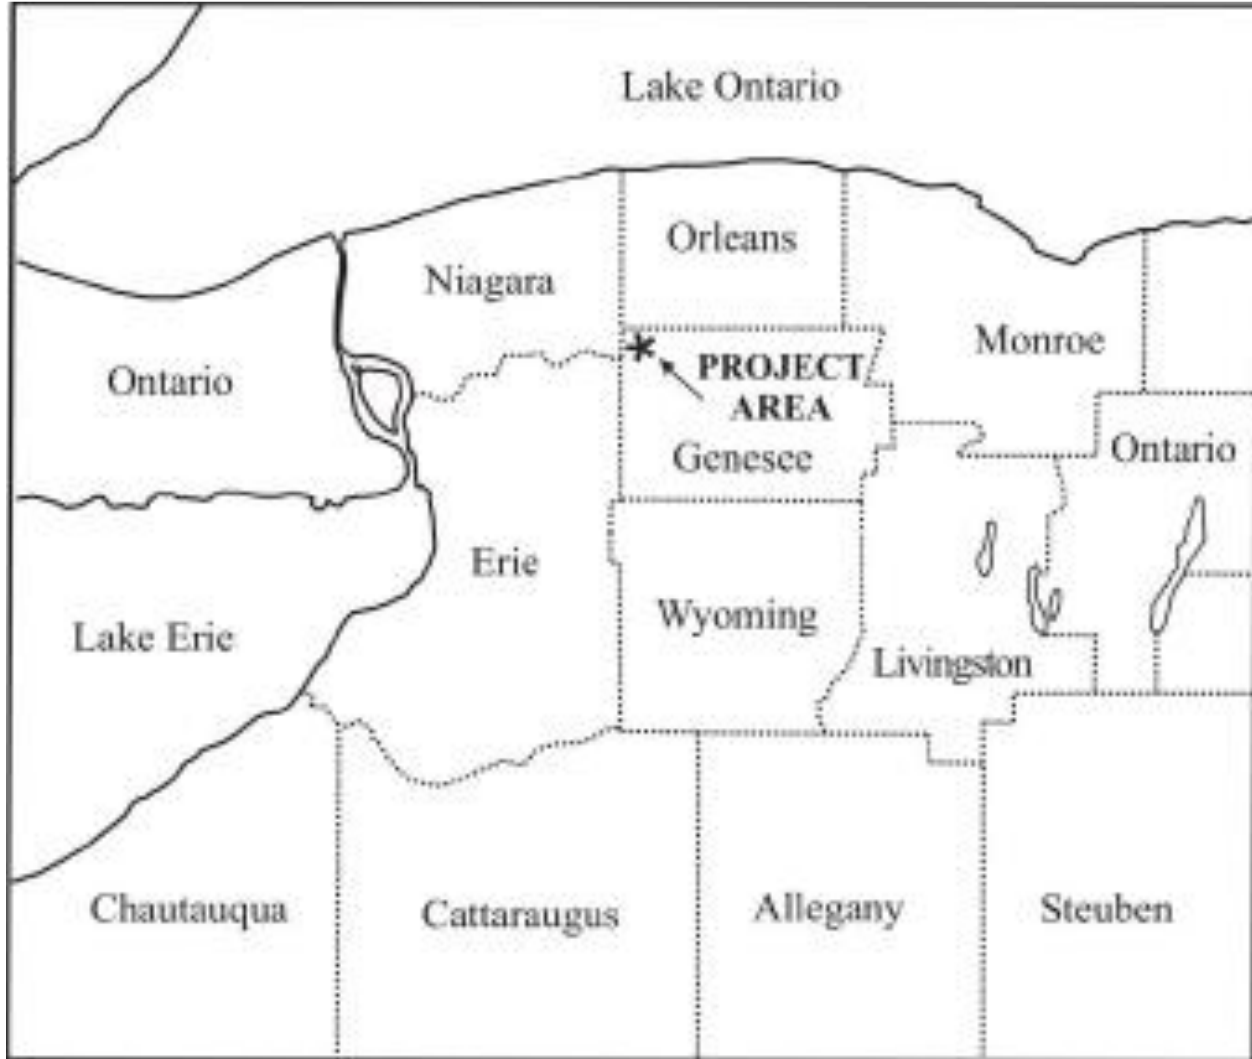 Lake Ontario
Orleans
Niagara
Monroe
Ontario
PROJECT
AREA
Genesee
Ontario
Erie
Wyoming
Lake Erie
Livingston
Chautauqua
Cattaraugus
Allegany
Steuben